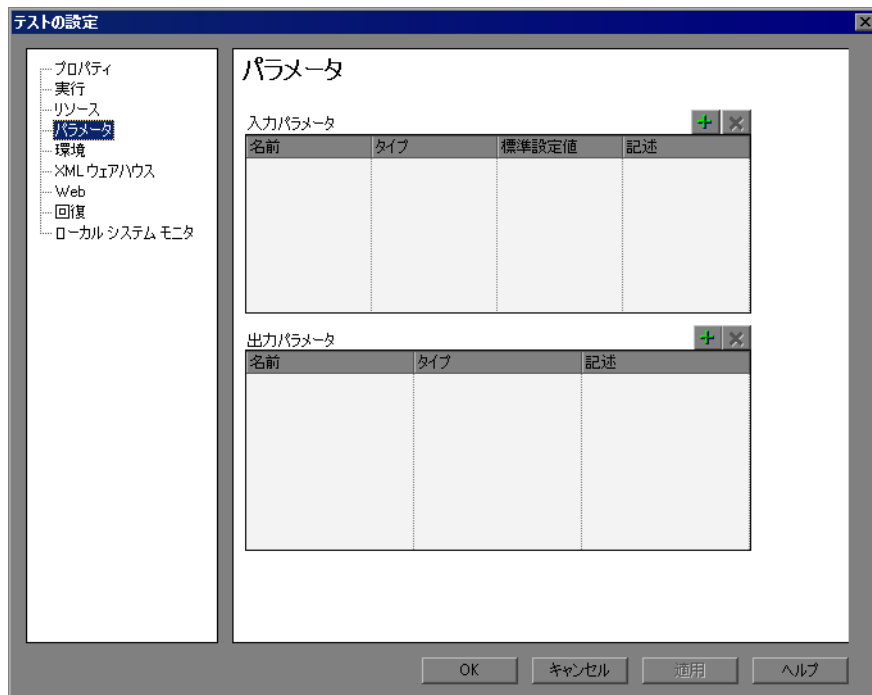 テストの設定
プロパティ
実行
リソース
パラメータ
環境
XML ウェアハウス
Web
回復
ローカル システム モニタ
パラメータ
入力パラメータ
名前 タイプ 標準設定値 記述
出力パラメータ
名前 タイプ 記述
OK キャンセル 適用 ヘルプ